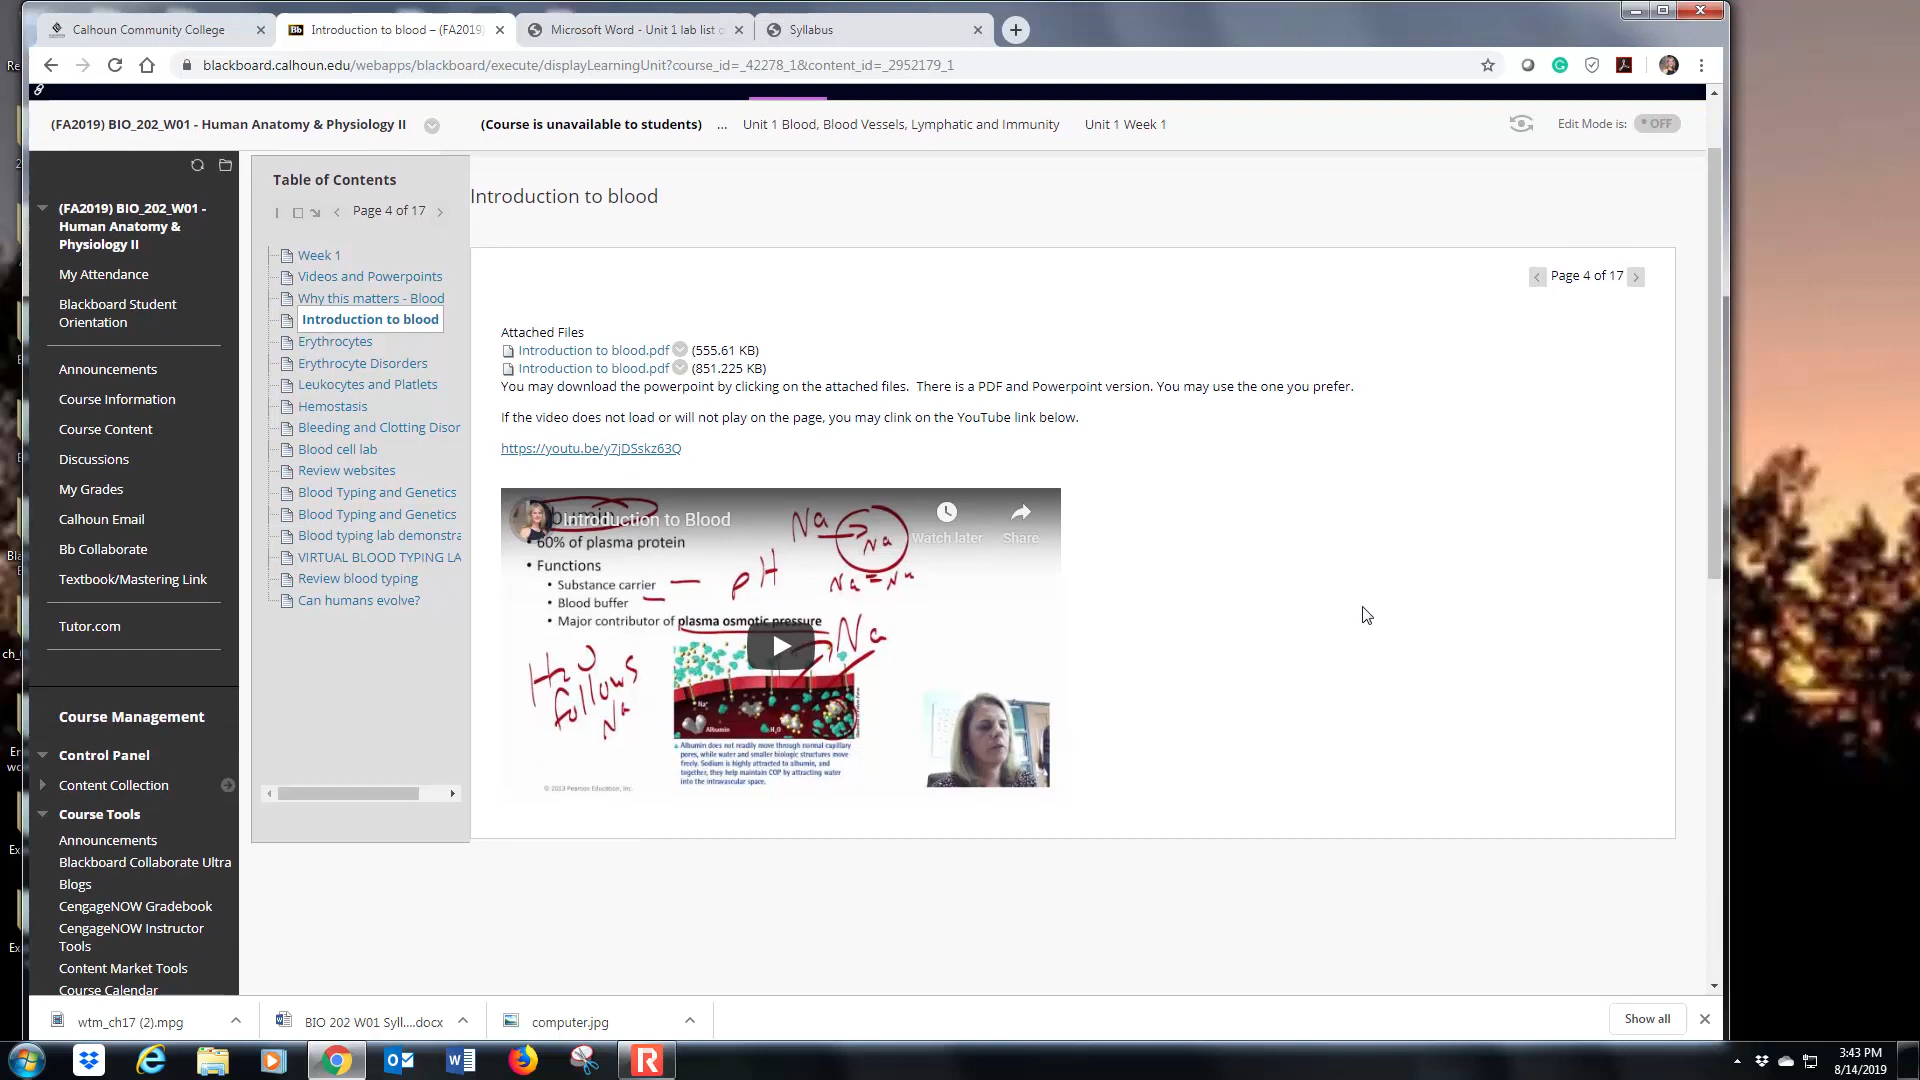 Calhoun Community College
Introduction to blood – (FA2019)
Microsoft Word - Unit 1 lab list o
Syllabus
blackboard.calhoun.edu/webapps/blackboard/execute/displayLearningUnit?course_id=_42278_1&content_id=_2952179_1
(FA2019) BIO_202_W01 - Human Anatomy & Physiology II
(Course is unavailable to students)
...
Unit 1 Blood, Blood Vessels, Lymphatic and Immunity
Unit 1 Week 1
Edit Mode is:
OFF
(FA2019) BIO_202_W01 -
Human Anatomy &
Physiology II
My Attendance
Blackboard Student
Orientation
Announcements
Course Information
Course Content
Discussions
My Grades
Calhoun Email
Bb Collaborate
Textbook/Mastering Link
Tutor.com
Course Management
Control Panel
Content Collection
Course Tools
Announcements
Blackboard Collaborate Ultra
Blogs
CengageNOW Gradebook
CengageNOW Instructor
Tools
Content Market Tools
Course Calendar
Table of Contents
Page 4 of 17
Week 1
Videos and Powerpoints
Why this matters - Blood
Introduction to blood
Erythrocytes
Erythrocyte Disorders
Leukocytes and Platlets
Hemostasis
Bleeding and Clotting Disor
Blood cell lab
Review websites
Blood Typing and Genetics
Blood Typing and Genetics
Blood typing lab demonstra
VIRTUAL BLOOD TYPING LA
Review blood typing
Can humans evolve?
Introduction to blood
Page 4 of 17
Attached Files
Introduction to blood.pdf (555.61 KB)
Introduction to blood.pdf (851.225 KB)
You may download the powerpoint by clicking on the attached files.  There is a PDF and Powerpoint version. You may use the one you prefer.
If the video does not load or will not play on the page, you may clink on the YouTube link below.
https://youtu.be/y7jDSskz63Q
Introduction to Blood
Watch later
Share
• 60% of plasma protein
• Functions
• Substance carrier
• Blood buffer
• Major contributor of plasma osmotic pressure
pH
Na
Na
Na = Na
Na
H2O
follows
Na
Na+
Albumin
H2O
Albumin does not readily move through normal capillary
pores, while water and smaller biologic structures move
freely. Sodium is highly attracted to albumin, and
together, they help maintain COP by attracting water
into the intravascular space.
© 2013 Pearson Education, Inc.
wtm_ch17 (2).mpg
BIO 202 W01 Syll....docx
computer.jpg
Show all
3:43 PM
8/14/2019